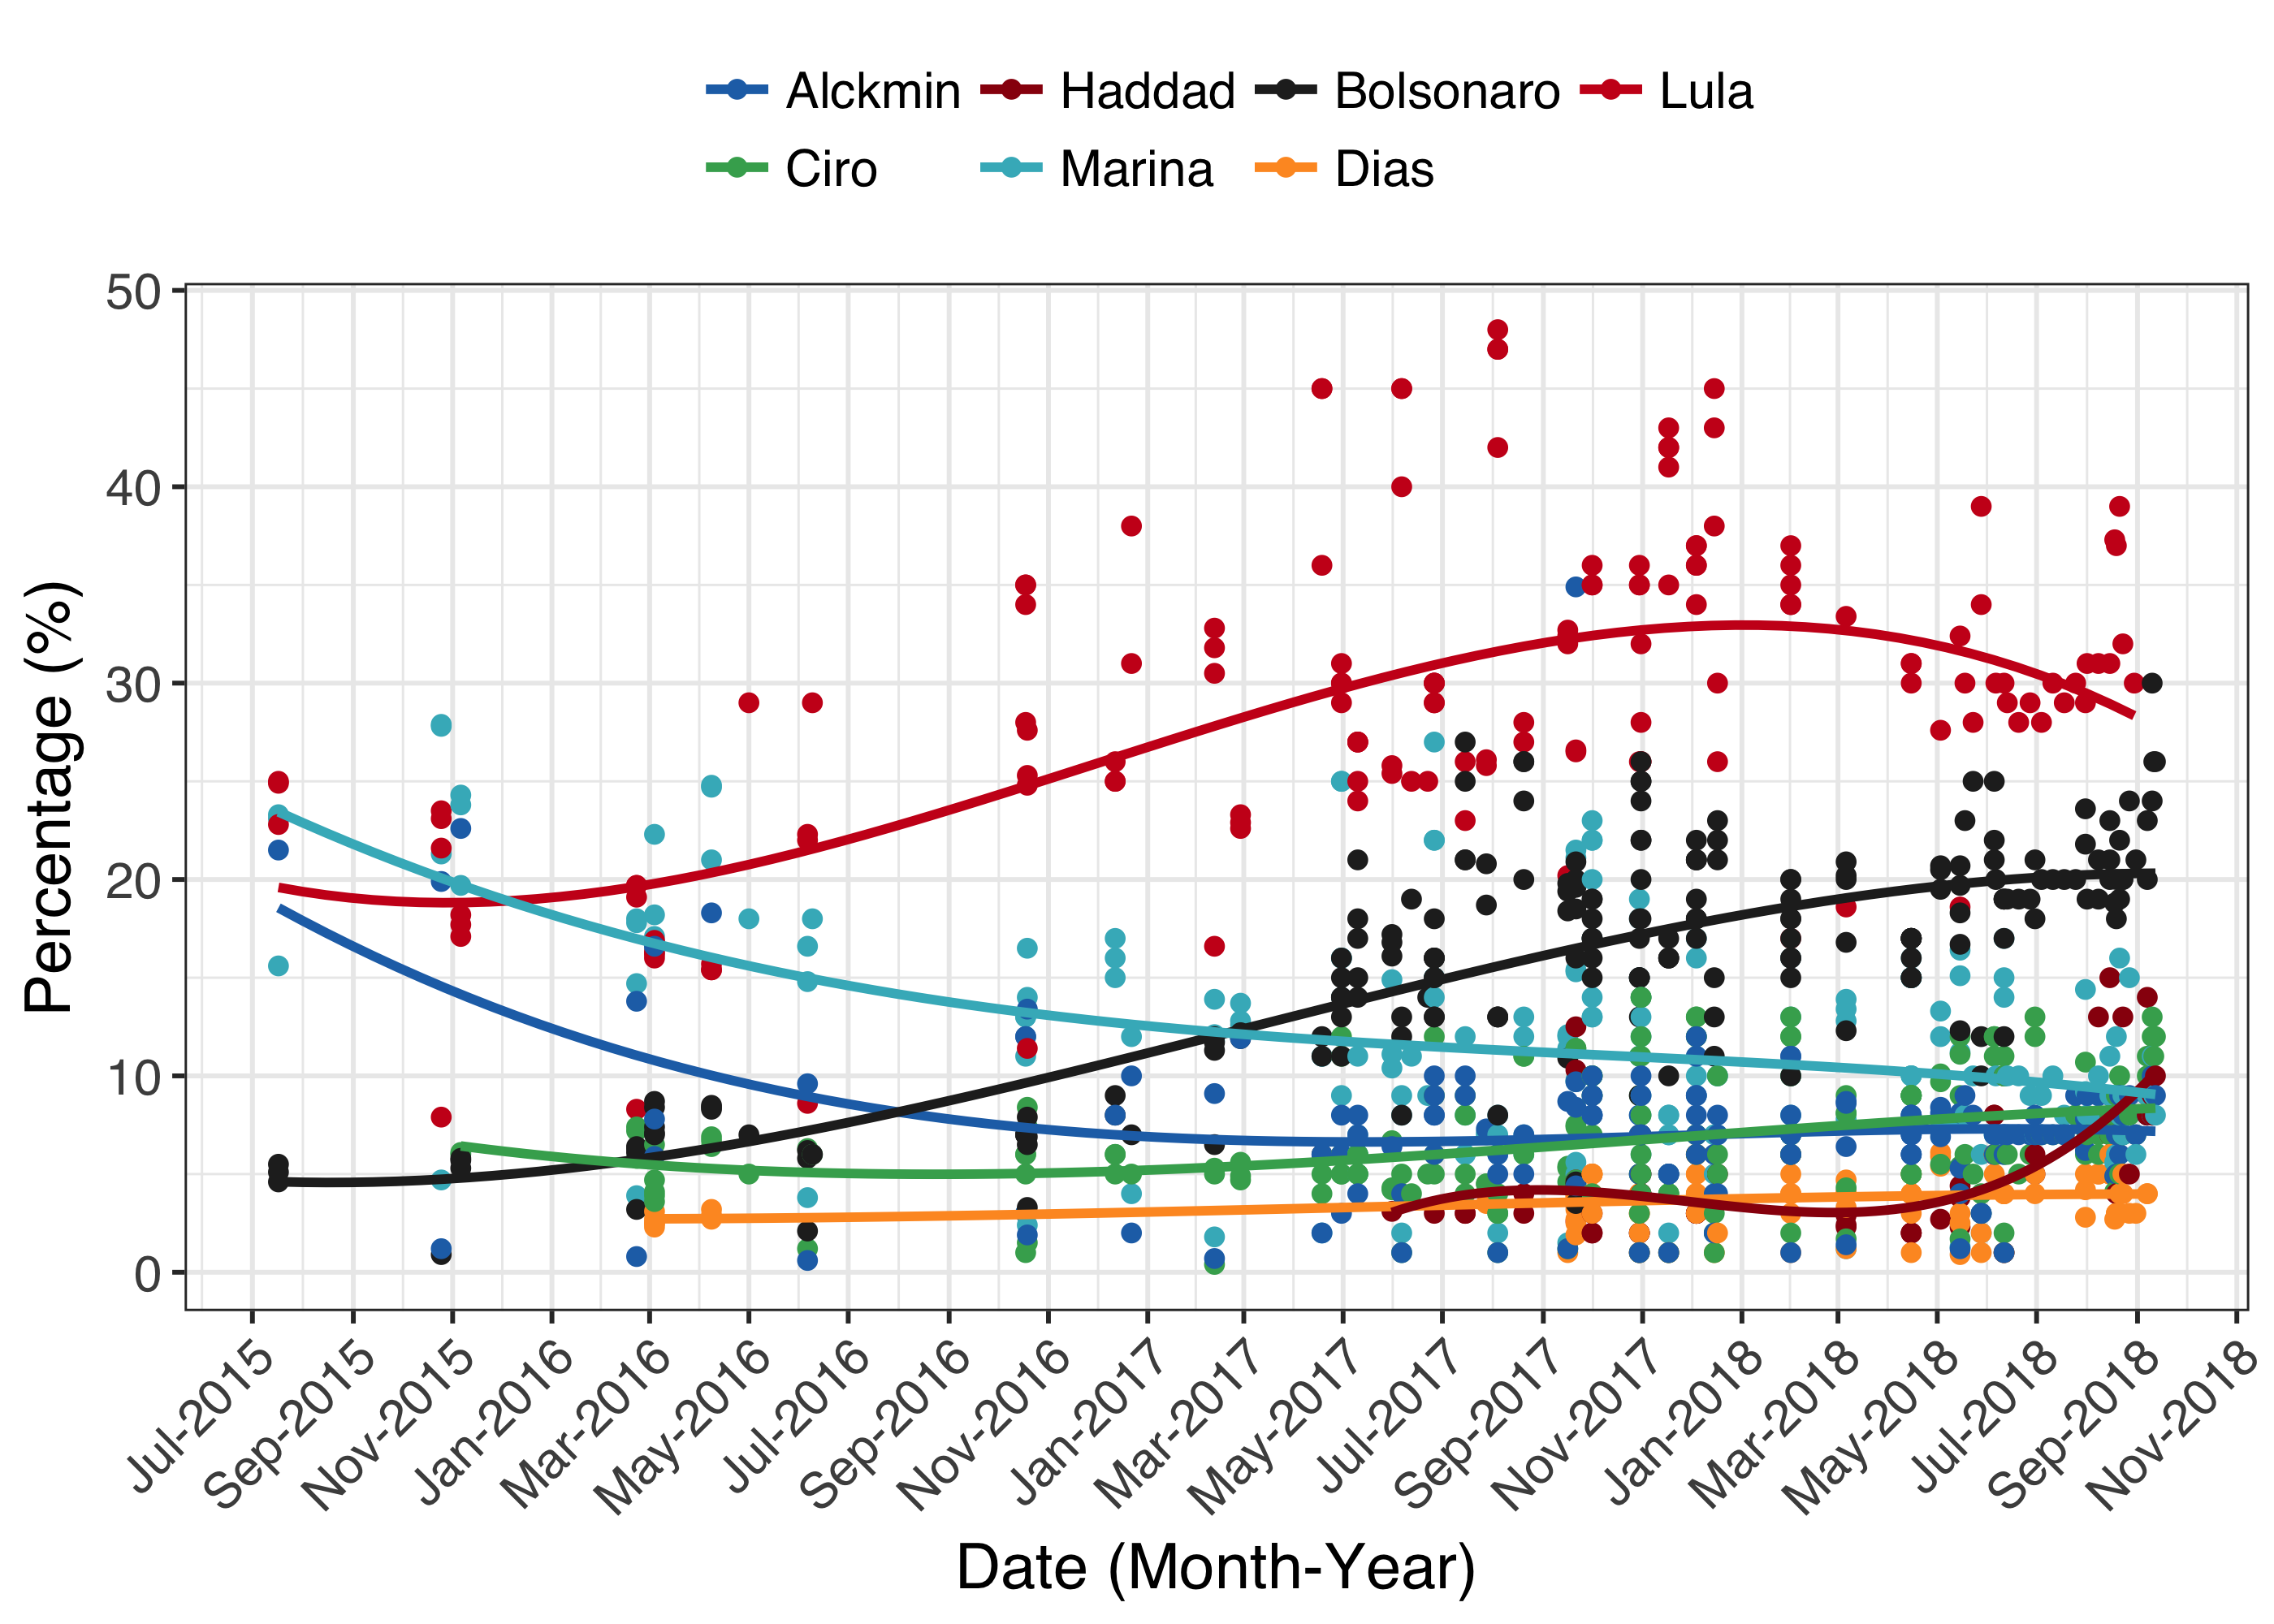 Alckmin Haddad Bolsonaro Lula
Ciro Marina Dias
50
40
30
20
10
0
Percentage (%)
Jul-2015 Sep-2015 Nov-2015 Jan-2016 Mar-2016 May-2016 Jul-2016 Sep-2016 Nov-2016 Jan-2017 Mar-2017 May-2017 Jul-2017 Sep-2017 Nov-2017 Jan-2018 Mar-2018 May-2018 Jul-2018 Sep-2018 Nov-2018
Date (Month-Year)